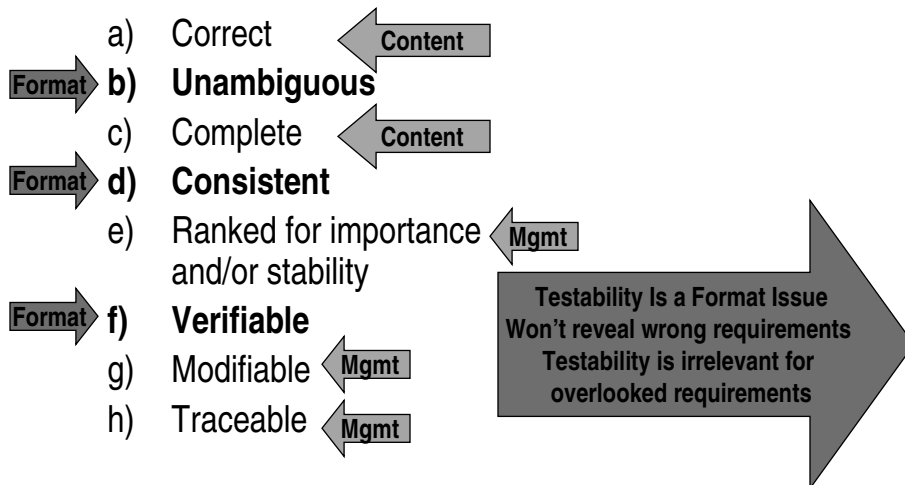 a) Correct Content
Format b) Unambiguous
c) Complete Content
Format d) Consistent
e) Ranked for importance Mgmt
and/or stability
Format f) Verifiable
g) Modifiable Mgmt
h) Traceable Mgmt
Testability Is a Format Issue
Won't reveal wrong requirements
Testability is irrelevant for
overlooked requirements